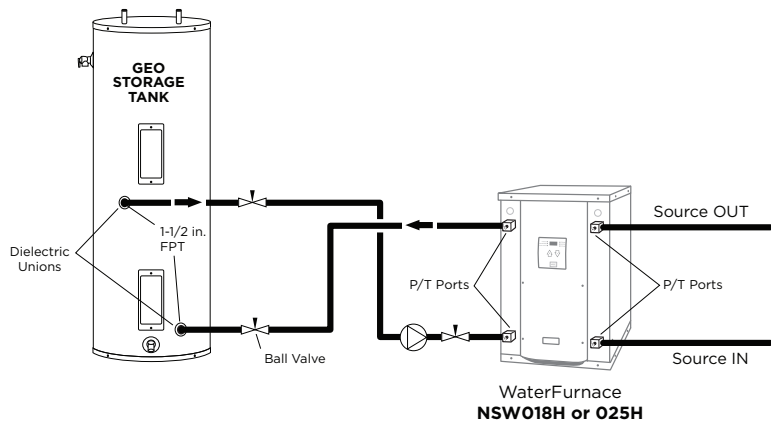 GEO
STORAGE
TANK
Dielectric
Unions
1-1/2 in.
FPT
Ball Valve
P/T Ports
P/T Ports
Source OUT
Source IN
WaterFurnace
NSW018H or 025H